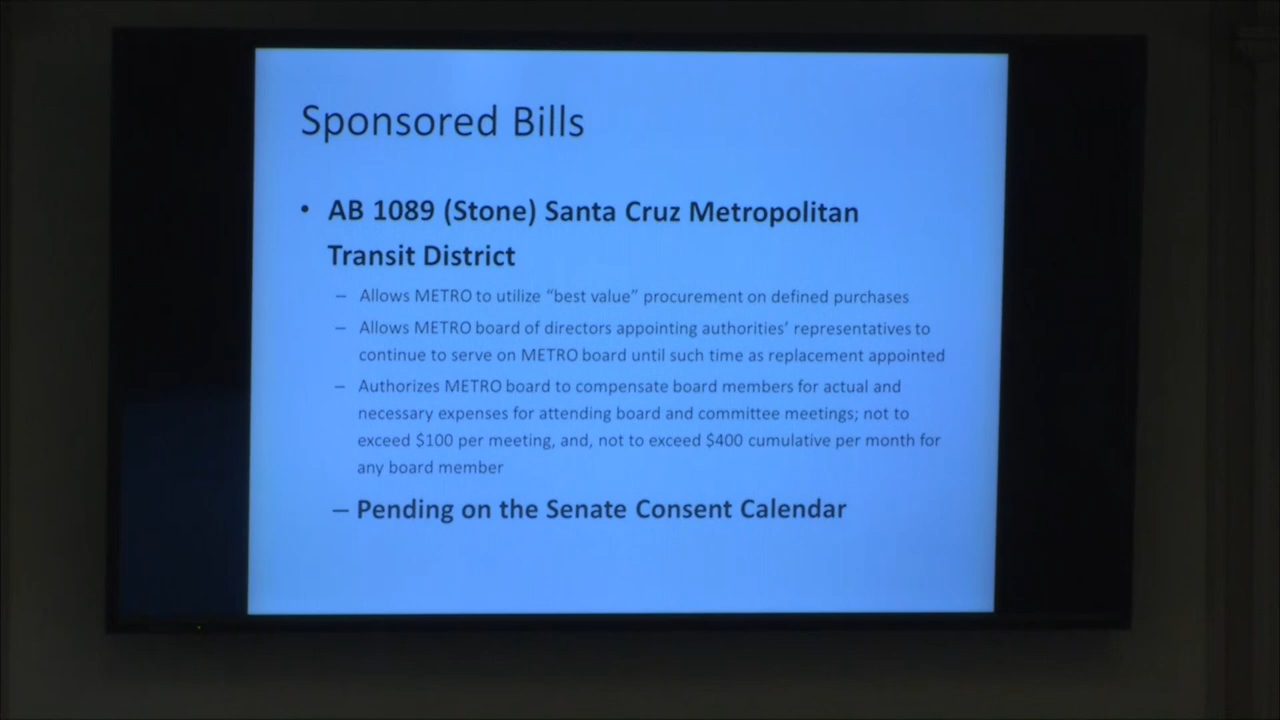 Sponsored Bills
• AB 1089 (Stone) Santa Cruz Metropolitan
Transit District
– Allows METRO to utilize “best value” procurement on defined purchases
– Allows METRO board of directors appointing authorities’ representatives to
continue to serve on METRO board until such time as replacement appointed
– Authorizes METRO board to compensate board members for actual and
necessary expenses for attending board and committee meetings; not to
exceed $100 per meeting, and, not to exceed $400 cumulative per month for
any board member
– Pending on the Senate Consent Calendar